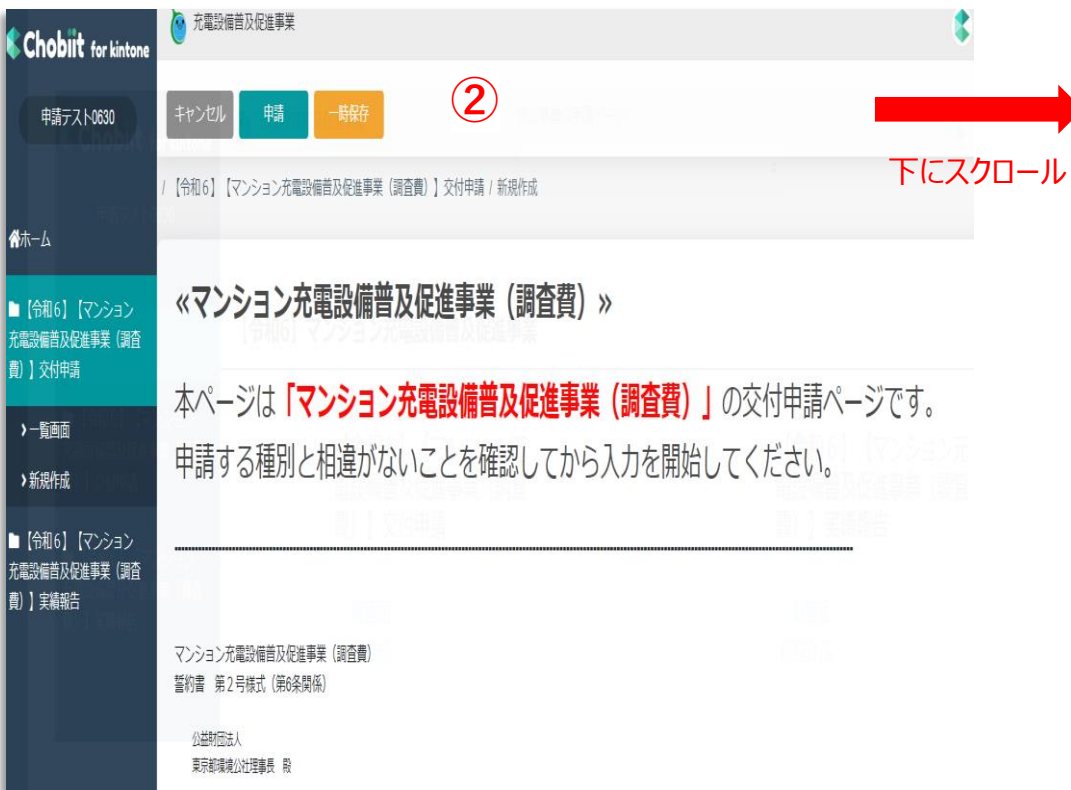 Chobiit for kintone
申請テスト0630
ホーム
【令和6】【マンション
充電設備普及促進事業（調査
費）】交付申請
一覧画面
新規作成
【令和6】【マンション
充電設備普及促進事業（調査
費）】実績報告
充電設備普及促進事業
キャンセル 申請 一時保存 ②
下にスクロール
/ 【令和6】【マンション充電設備普及促進事業（調査費）】交付申請 / 新規作成
«マンション充電設備普及促進事業（調査費）»
本ページは「マンション充電設備普及促進事業（調査費）」の交付申請ページです。
申請する種別と相違がないことを確認してから入力を開始してください。
マンション充電設備普及促進事業（調査費）
誓約書 第２号様式（第6条関係）
公益財団法人
東京都環境公社理事長 殿